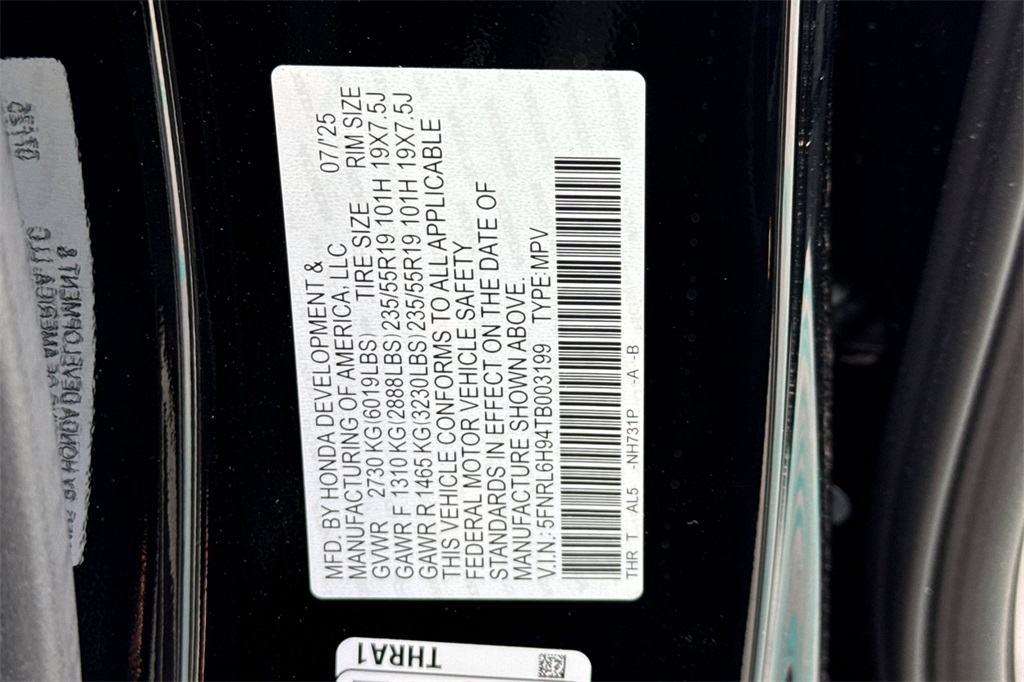 MFD. BY HONDA DEVELOPMENT &
MANUFACTURING OF AMERICA, LLC 07/'25
GVWR 2730 KG (6019LBS) TIRE SIZE RIM SIZE
GAWR F 1310 KG (2888LBS) 235/55R19 101H 19X7.5J
GAWR R 1465 KG (3230LBS) 235/55R19 101H 19X7.5J
THIS VEHICLE CONFORMS TO ALL APPLICABLE
FEDERAL MOTOR VEHICLE SAFETY
STANDARDS IN EFFECT ON THE DATE OF
MANUFACTURE SHOWN ABOVE.
V.I.N.: 5FNRL6H94TB003199 TYPE: MPV
THR T AL5 -NH731P -A -B
THRA1